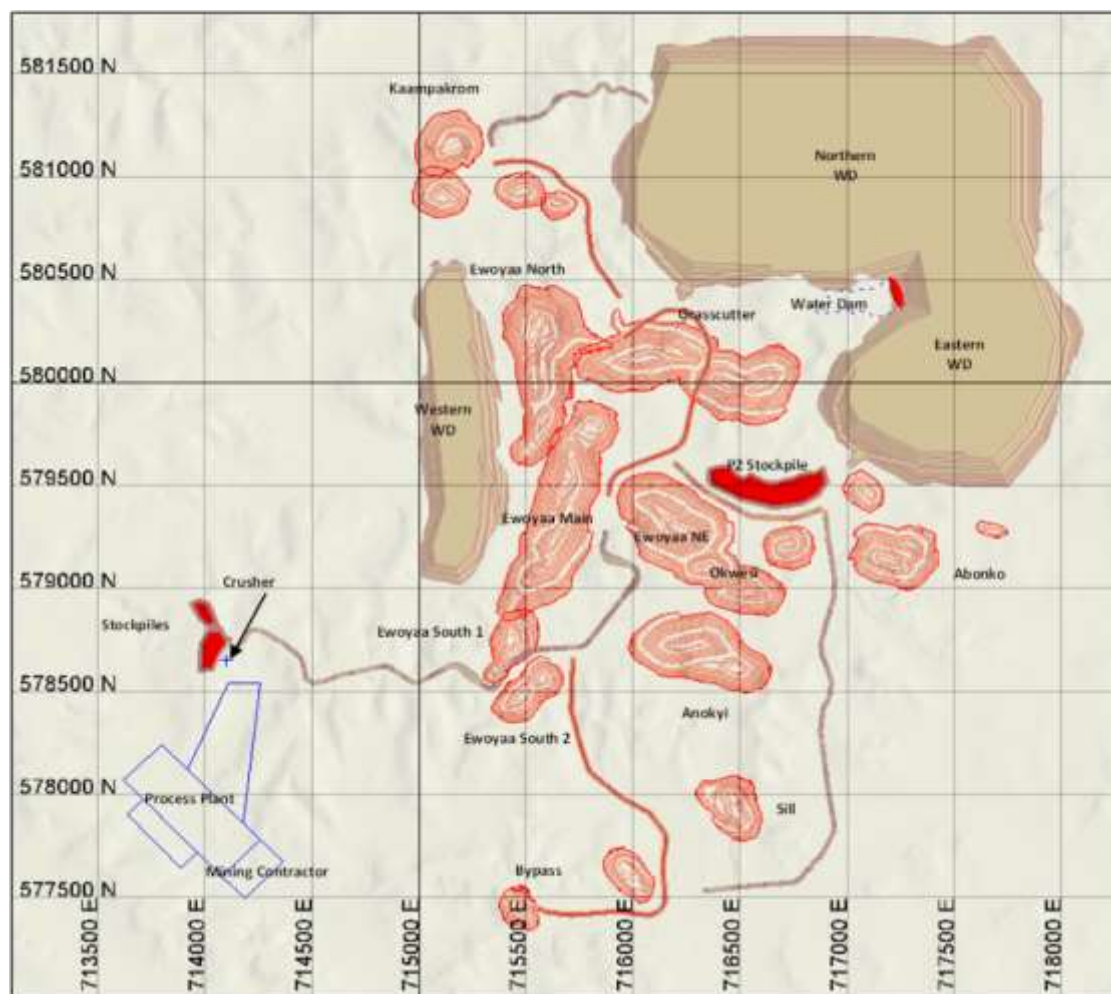 581500 N
Kaampakrom
Northern
WD
581000 N
580500 N
Ewoyaa North
Water Dam
Grasscutter
Eastern
WD
580000 N
Western
WD
579500 N
P2 Stockpile
Ewoyaa Main
Ewoyaa NE
579000 N
Crusher
Okwesi
Abonko
Stockpiles
Ewoyaa South 1
578500 N
Anokyi
Ewoyaa South 2
578000 N
Process Plant
Sill
Mining Contractor
Bypass
577500 N
713500 E
714000 E
714500 E
715000 E
715500 E
716000 E
716500 E
717000 E
717500 E
718000 E